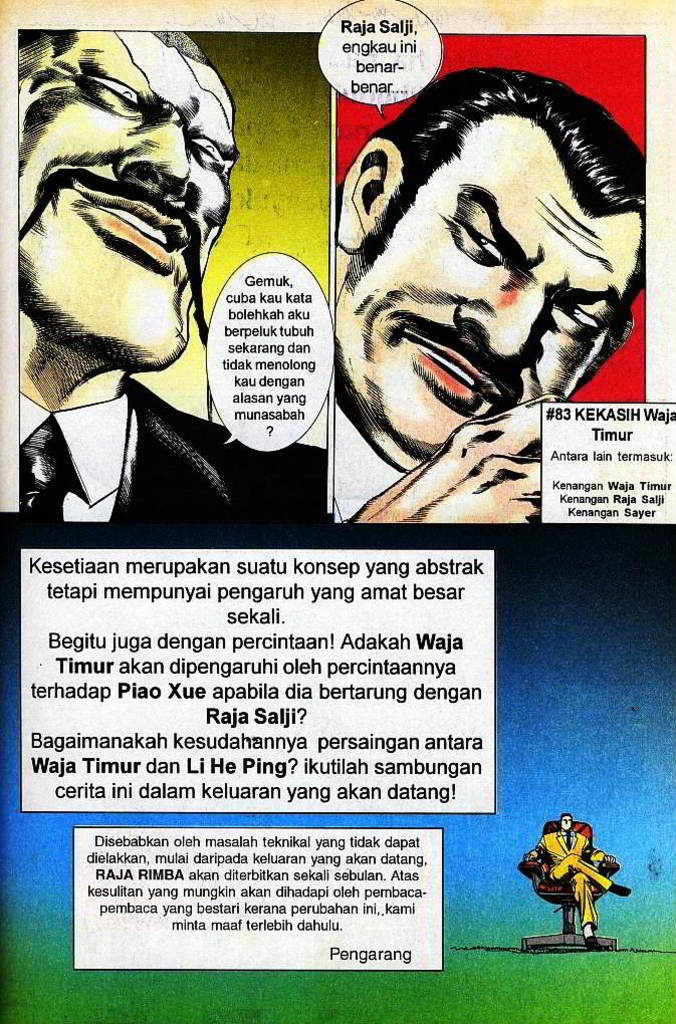 Raja Salji,
engkau ini
benar-
benar....
Gemuk,
cuba kau kata
bolehkah aku
berpeluk tubuh
sekarang dan
tidak menolong
kau dengan
alasan yang
munasabah
?
#83 KEKASIH Waja
Timur
Antara lain termasuk:
Kenangan Waja Timur
Kenangan Raja Salji
Kenangan Sayer
Kesetiaan merupakan suatu konsep yang abstrak
tetapi mempunyai pengaruh yang amat besar
sekali.
Begitu juga dengan percintaan! Adakah Waja
Timur akan dipengaruhi oleh percintaannya
terhadap Piao Xue apabila dia bertarung dengan
Raja Salji?
Bagaimanakah kesudahannya persaingan antara
Waja Timur dan Li He Ping? ikutilah sambungan
cerita ini dalam keluaran yang akan datang!
Disebabkan oleh masalah teknikal yang tidak dapat
dielakkan, mulai daripada keluaran yang akan datang,
RAJA RIMBA akan diterbitkan sekali sebulan. Atas
kesulitan yang mungkin akan dihadapi oleh pembaca-
pembaca yang bestari kerana perubahan ini, kami
minta maaf terlebih dahulu.
Pengarang